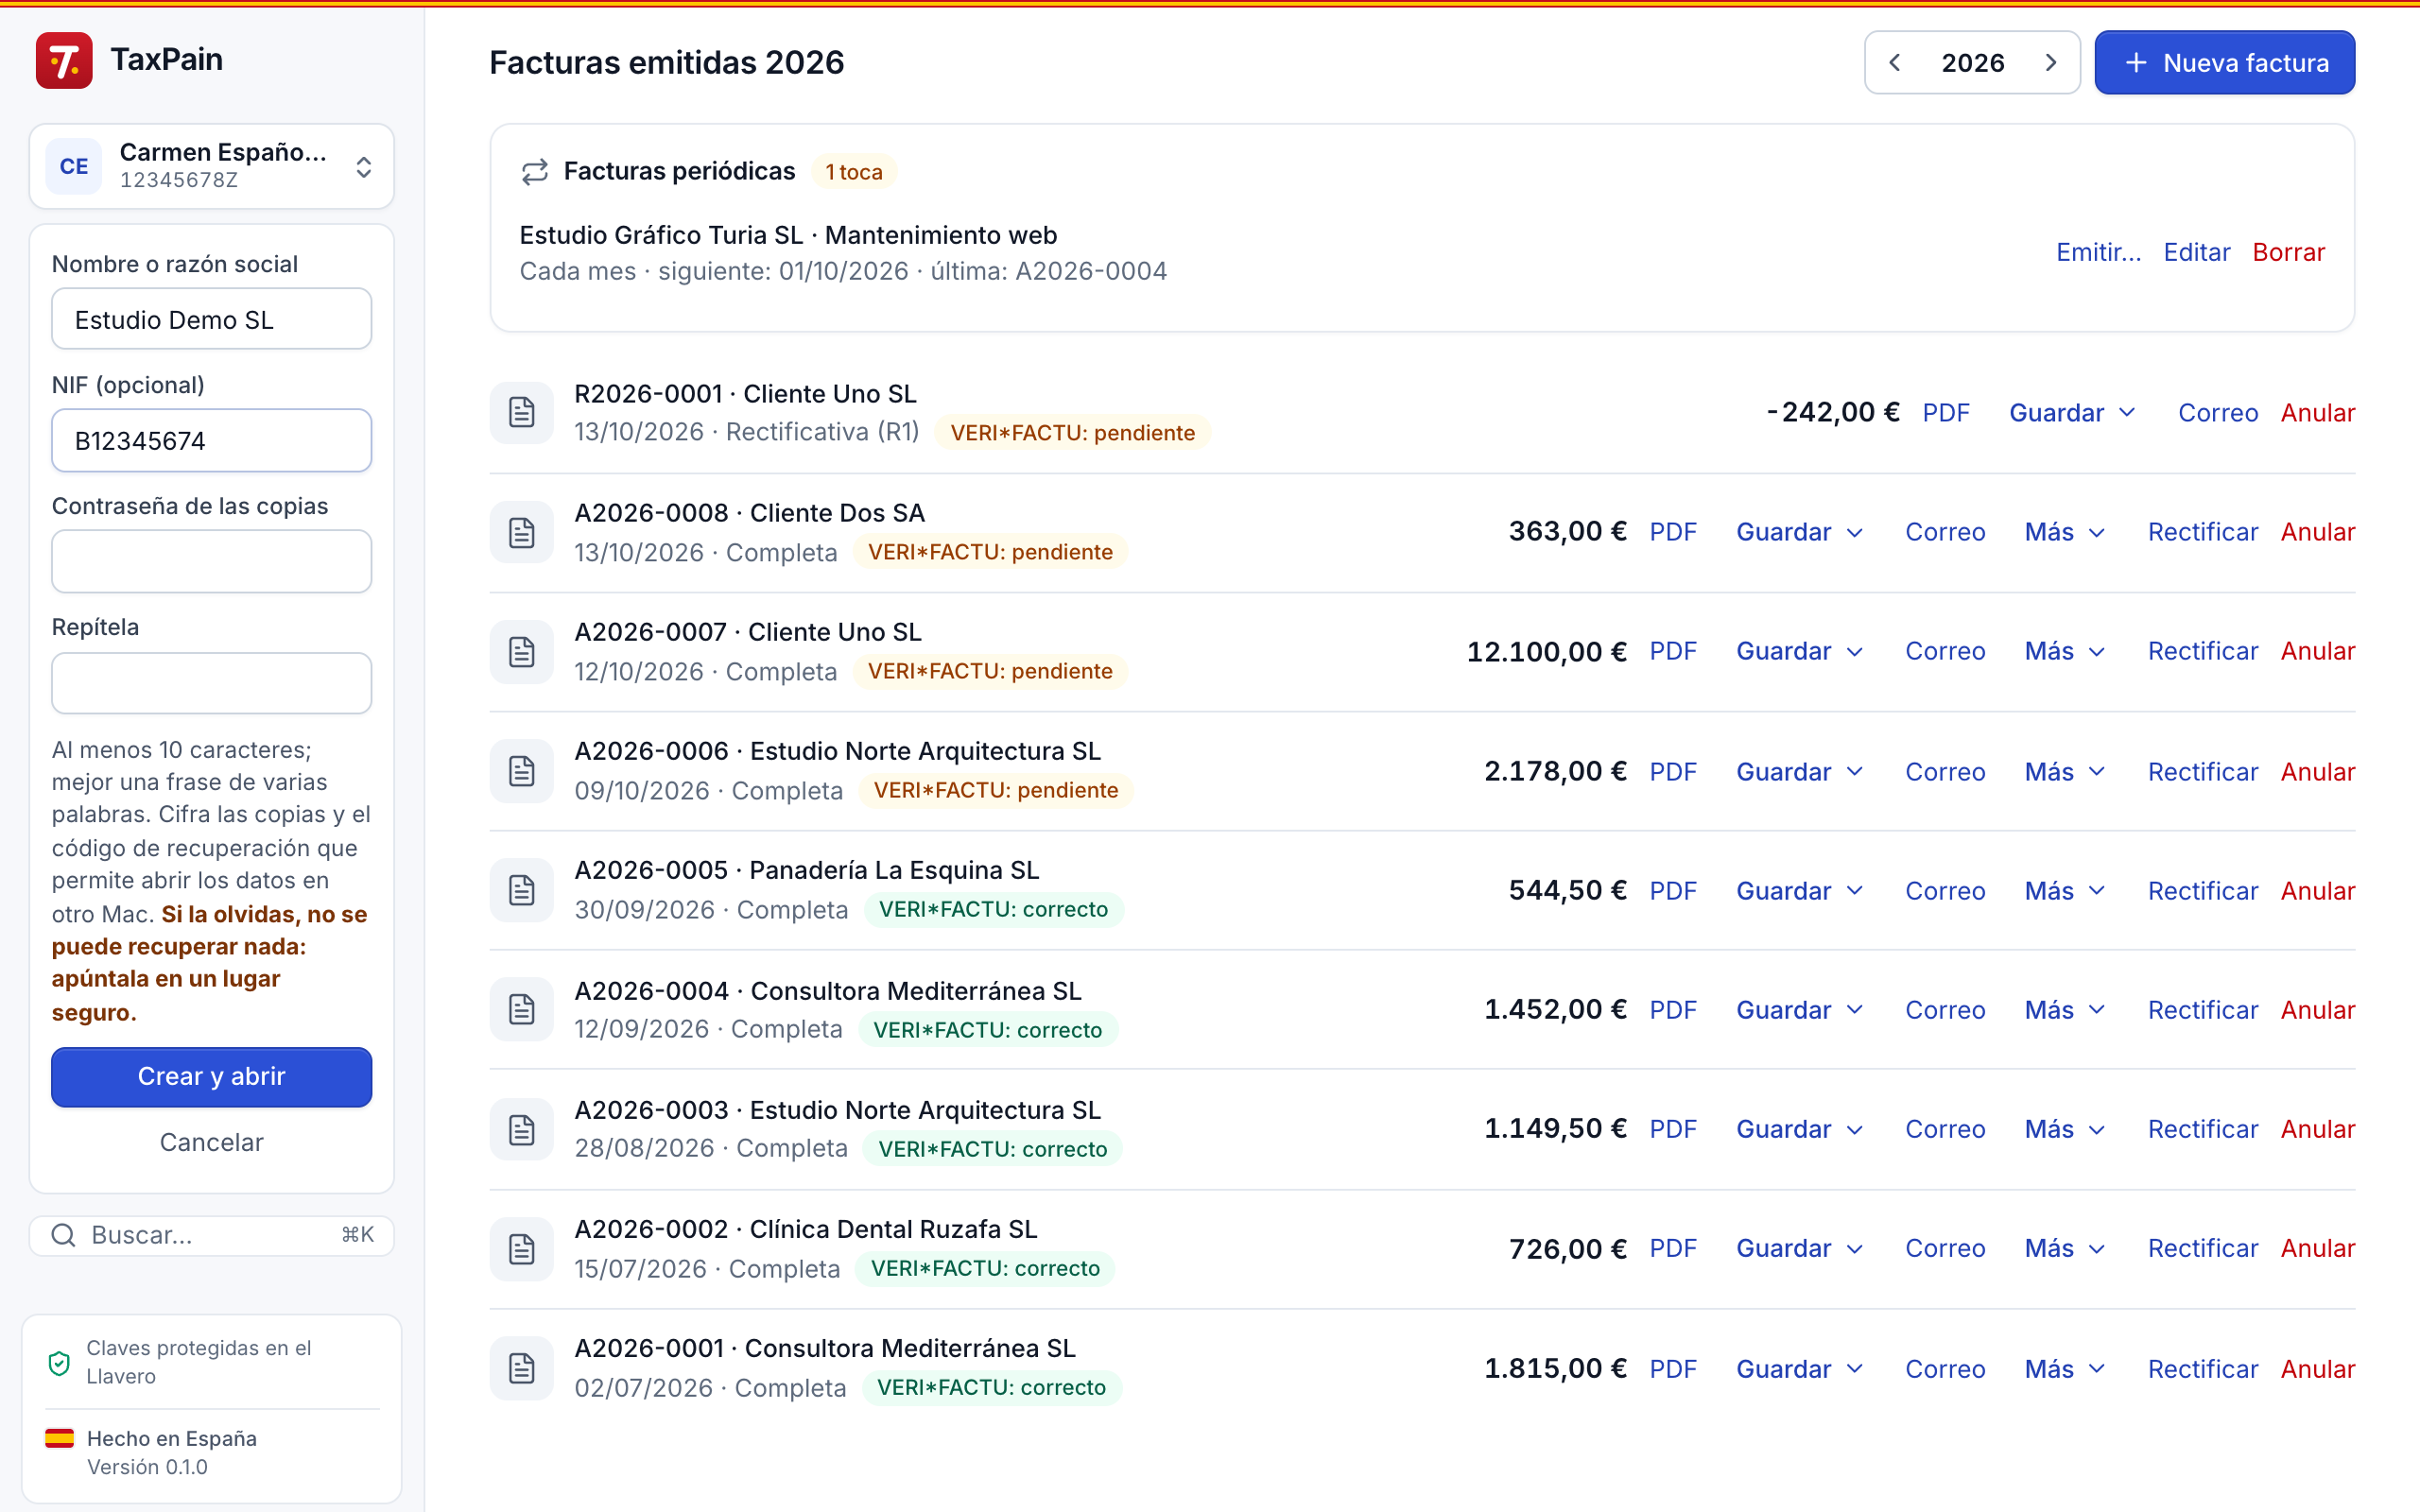 TaxPain
CE
Carmen Españo...
12345678Z
Nombre o razón social
Estudio Demo SL
NIF (opcional)
B12345674
Contraseña de las copias
Repítela
Al menos 10 caracteres;
mejor una frase de varias
palabras. Cifra las copias y el
código de recuperación que
permite abrir los datos en
otro Mac. Si la olvidas, no se
puede recuperar nada:
apúntala en un lugar
seguro.
Crear y abrir
Cancelar
Buscar... ⌘K
Claves protegidas en el
Llavero
Hecho en España
Versión 0.1.0
Facturas emitidas 2026
2026
Nueva factura
Facturas periódicas 1 toca
Estudio Gráfico Turia SL · Mantenimiento web
Cada mes · siguiente: 01/10/2026 · última: A2026-0004
Emitir... Editar Borrar
R2026-0001 · Cliente Uno SL
13/10/2026 · Rectificativa (R1) VERI*FACTU: pendiente
-242,00 € PDF Guardar Correo Anular
A2026-0008 · Cliente Dos SA
13/10/2026 · Completa VERI*FACTU: pendiente
363,00 € PDF Guardar Correo Más Rectificar Anular
A2026-0007 · Cliente Uno SL
12/10/2026 · Completa VERI*FACTU: pendiente
12.100,00 € PDF Guardar Correo Más Rectificar Anular
A2026-0006 · Estudio Norte Arquitectura SL
09/10/2026 · Completa VERI*FACTU: pendiente
2.178,00 € PDF Guardar Correo Más Rectificar Anular
A2026-0005 · Panadería La Esquina SL
30/09/2026 · Completa VERI*FACTU: correcto
544,50 € PDF Guardar Correo Más Rectificar Anular
A2026-0004 · Consultora Mediterránea SL
12/09/2026 · Completa VERI*FACTU: correcto
1.452,00 € PDF Guardar Correo Más Rectificar Anular
A2026-0003 · Estudio Norte Arquitectura SL
28/08/2026 · Completa VERI*FACTU: correcto
1.149,50 € PDF Guardar Correo Más Rectificar Anular
A2026-0002 · Clínica Dental Ruzafa SL
15/07/2026 · Completa VERI*FACTU: correcto
726,00 € PDF Guardar Correo Más Rectificar Anular
A2026-0001 · Consultora Mediterránea SL
02/07/2026 · Completa VERI*FACTU: correcto
1.815,00 € PDF Guardar Correo Más Rectificar Anular